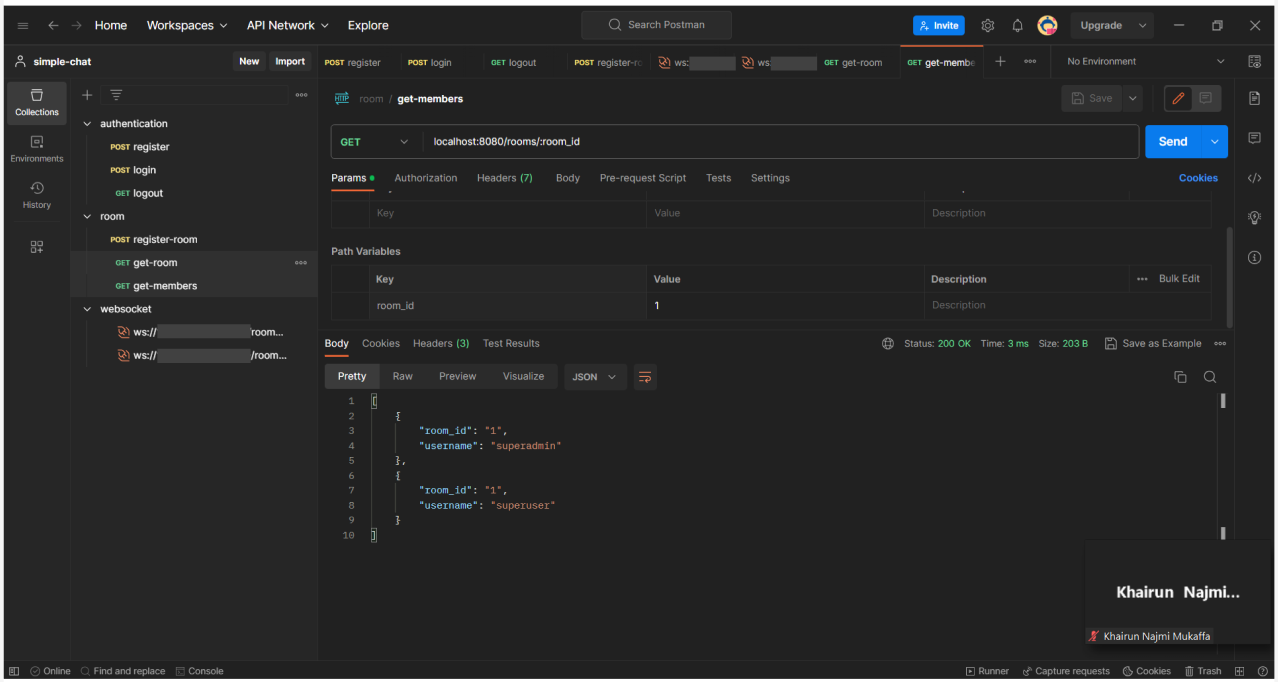 Home Workspaces API Network Explore Search Postman Invite Upgrade
simple-chat New Import POST register POST login GET logout POST register-ro ws: ws: GET get-room GET get-membe No Environment
Collections
Environments
History
authentication
POST register
POST login
GET logout
room
POST register-room
GET get-room
GET get-members
websocket
ws:// room...
ws:// /room...
HTTP room / get-members Save
GET localhost:8080/rooms/:room_id Send
Params Authorization Headers (7) Body Pre-request Script Tests Settings Cookies
Key Value Description
Path Variables
Key Value Description Bulk Edit
room_id 1 Description
Body Cookies Headers (3) Test Results Status: 200 OK Time: 3 ms Size: 203 B Save as Example
Pretty Raw Preview Visualize JSON
1 [
2 {
3 "room_id": "1",
4 "username": "superadmin"
5 },
6 {
7 "room_id": "1",
8 "username": "superuser"
9 }
10 ]
Khairun Najmi...
Khairun Najmi Mukaffa
Online Find and replace Console Runner Capture requests Cookies Trash